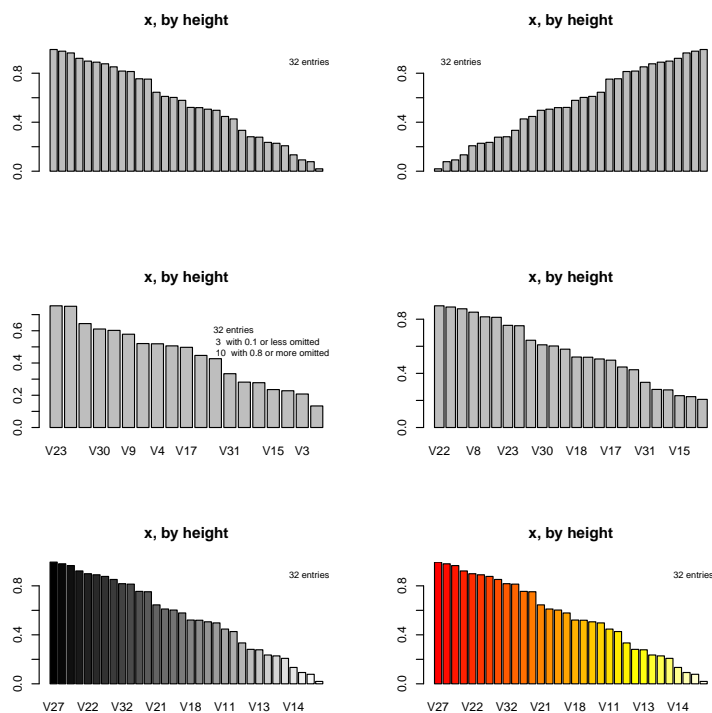 x, by height
32 entries
0.0 0.4 0.8
x, by height
32 entries
0.0 0.4 0.8
x, by height
32 entries
3 with 0.1 or less omitted
10 with 0.8 or more omitted
0.0 0.2 0.4 0.6
V23 V30 V9 V4 V17 V31 V15 V3
x, by height
0.0 0.4 0.8
V22 V8 V23 V30 V18 V17 V31 V15
x, by height
32 entries
0.0 0.4 0.8
V27 V22 V32 V21 V18 V11 V13 V14
x, by height
32 entries
0.0 0.4 0.8
V27 V22 V32 V21 V18 V11 V13 V14